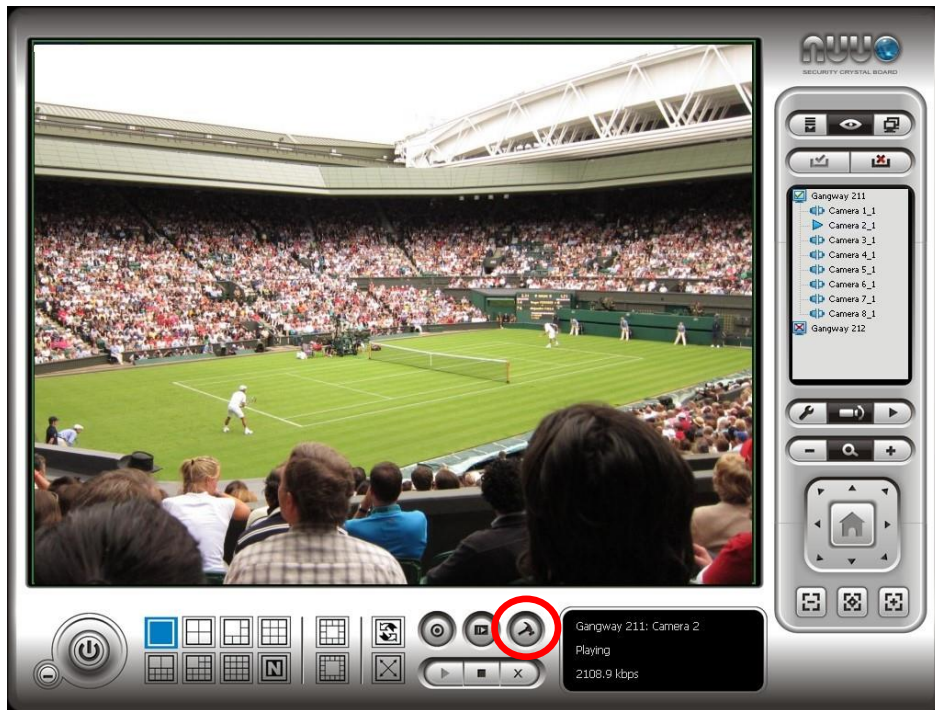 NUUO
SECURITY CRYSTAL BOARD
Gangway 211
Camera 1_1
Camera 2_1
Camera 3_1
Camera 4_1
Camera 5_1
Camera 6_1
Camera 7_1
Camera 8_1
Gangway 212
N
Gangway 211: Camera 2
Playing
2108.9 kbps